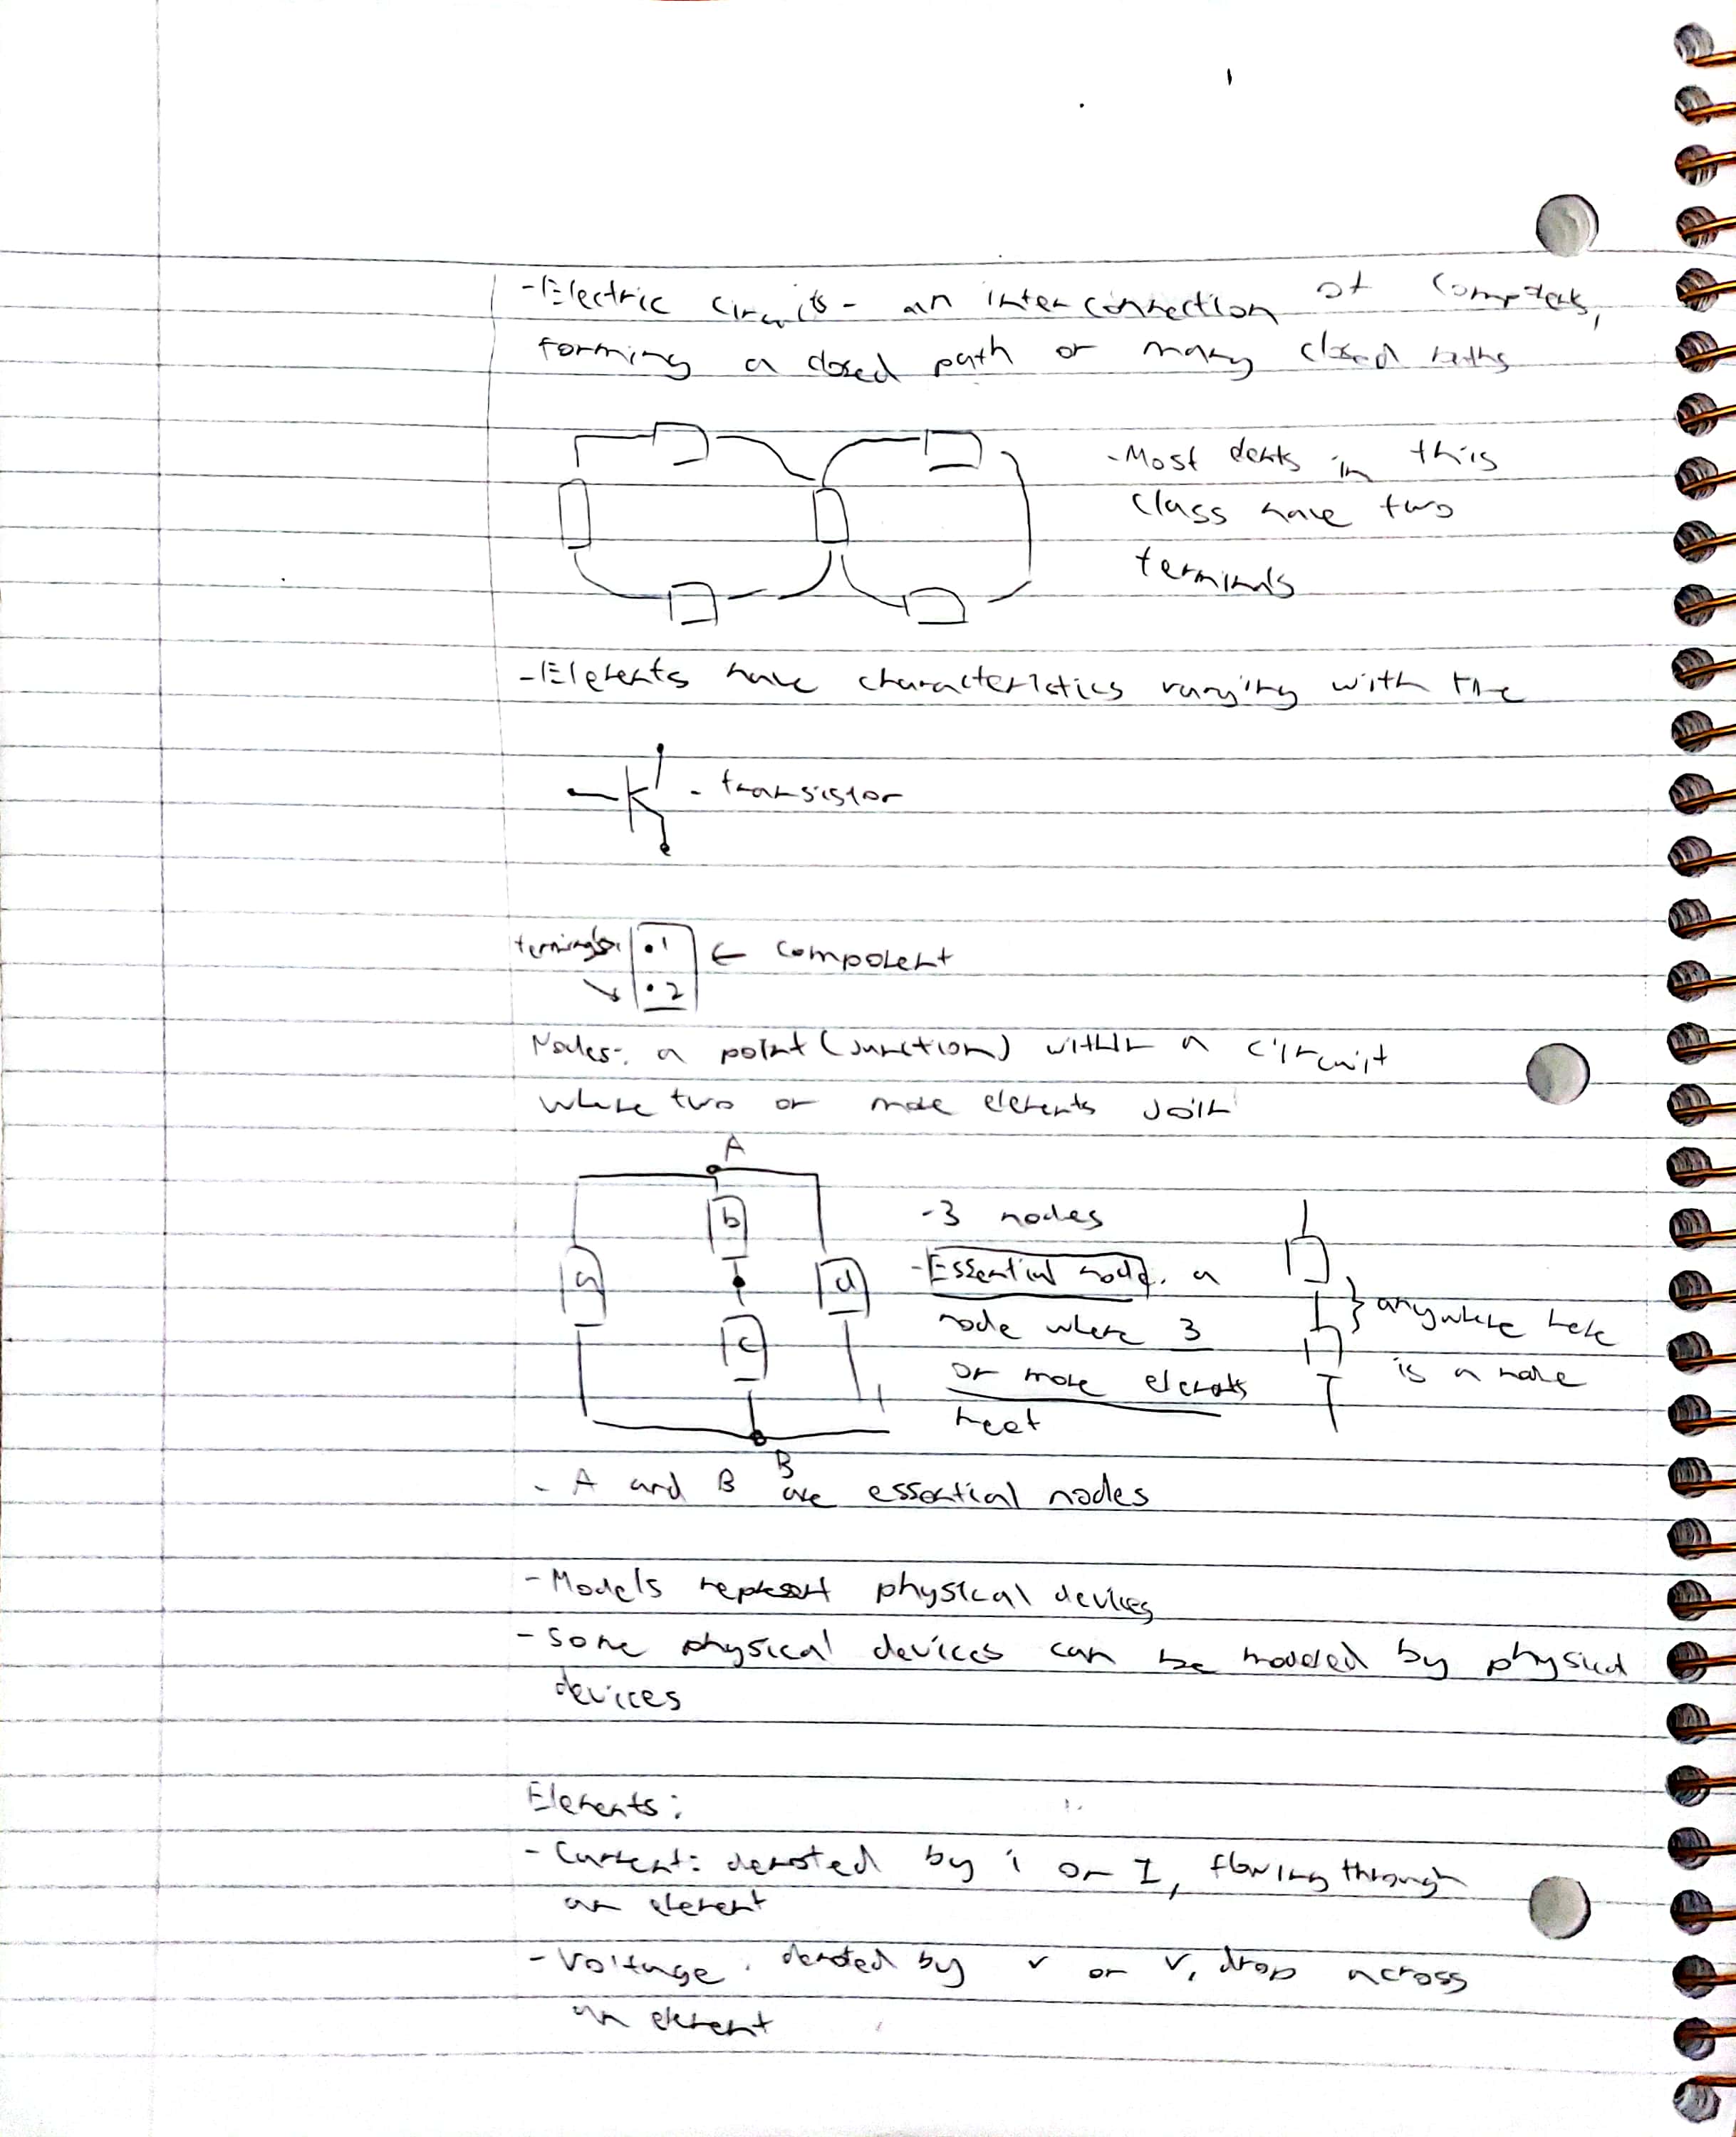 - Electric Circuits - an interconnection of components,
forming a closed path or many closed paths
- Most elements in this
class have two
terminals
- Elements have characteristics varying with time
- transistor
terminals
.1
← component
.2
Nodes: a point (junction) within a circuit
where two or more elements join
A
b
a
d
c
B
- 3 nodes
- Essential node, a
node where 3
or more elements
meet
anywhere here
is a node
- A and B are essential nodes
- Models represent physical devices
- Some physical devices can be modeled by physical
devices
Elements:
- Current: denoted by i or I, flowing through
an element
- Voltage: denoted by v or V, drop across
an element